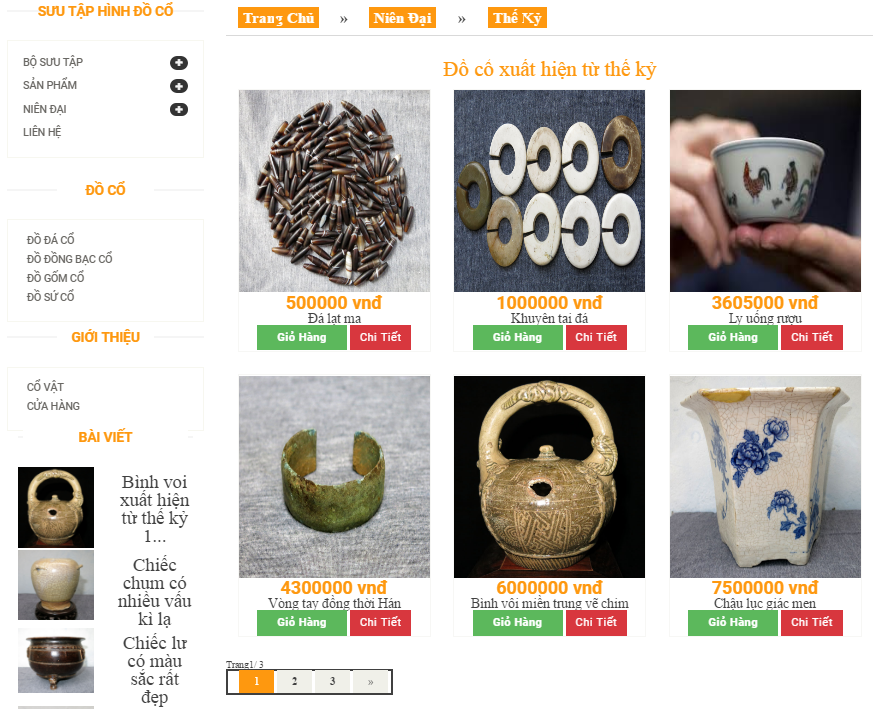 SƯU TẬP HÌNH ĐỒ CỔ
BỘ SƯU TẬP
SẢN PHẨM
NIÊN ĐẠI
LIÊN HỆ
ĐỒ CỔ
ĐỒ ĐÁ CỔ
ĐỒ ĐỒNG BẠC CỔ
ĐỒ GỐM CỔ
ĐỒ SỨ CỔ
GIỚI THIỆU
CỔ VẬT
CỬA HÀNG
BÀI VIẾT
Bình voi
xuất hiện
từ thế kỷ
1...
Chiếc
chum có
nhiều vấu
kì lạ
Chiếc lư
có màu
sắc rất
đẹp
Trang Chủ » Niên Đại » Thế Kỷ
Đồ cổ xuất hiện từ thế kỷ
500000 vnđ
Đá lạt ma
Giỏ Hàng Chi Tiết
1000000 vnđ
Khuyên tai đá
Giỏ Hàng Chi Tiết
3605000 vnđ
Ly uống rượu
Giỏ Hàng Chi Tiết
4300000 vnđ
Vòng tay đồng thời Hán
Giỏ Hàng Chi Tiết
6000000 vnđ
Bình vôi miền trung vẽ chim
Giỏ Hàng Chi Tiết
7500000 vnđ
Chậu lục giác men
Giỏ Hàng Chi Tiết
Trang1/ 3
1 2 3 »